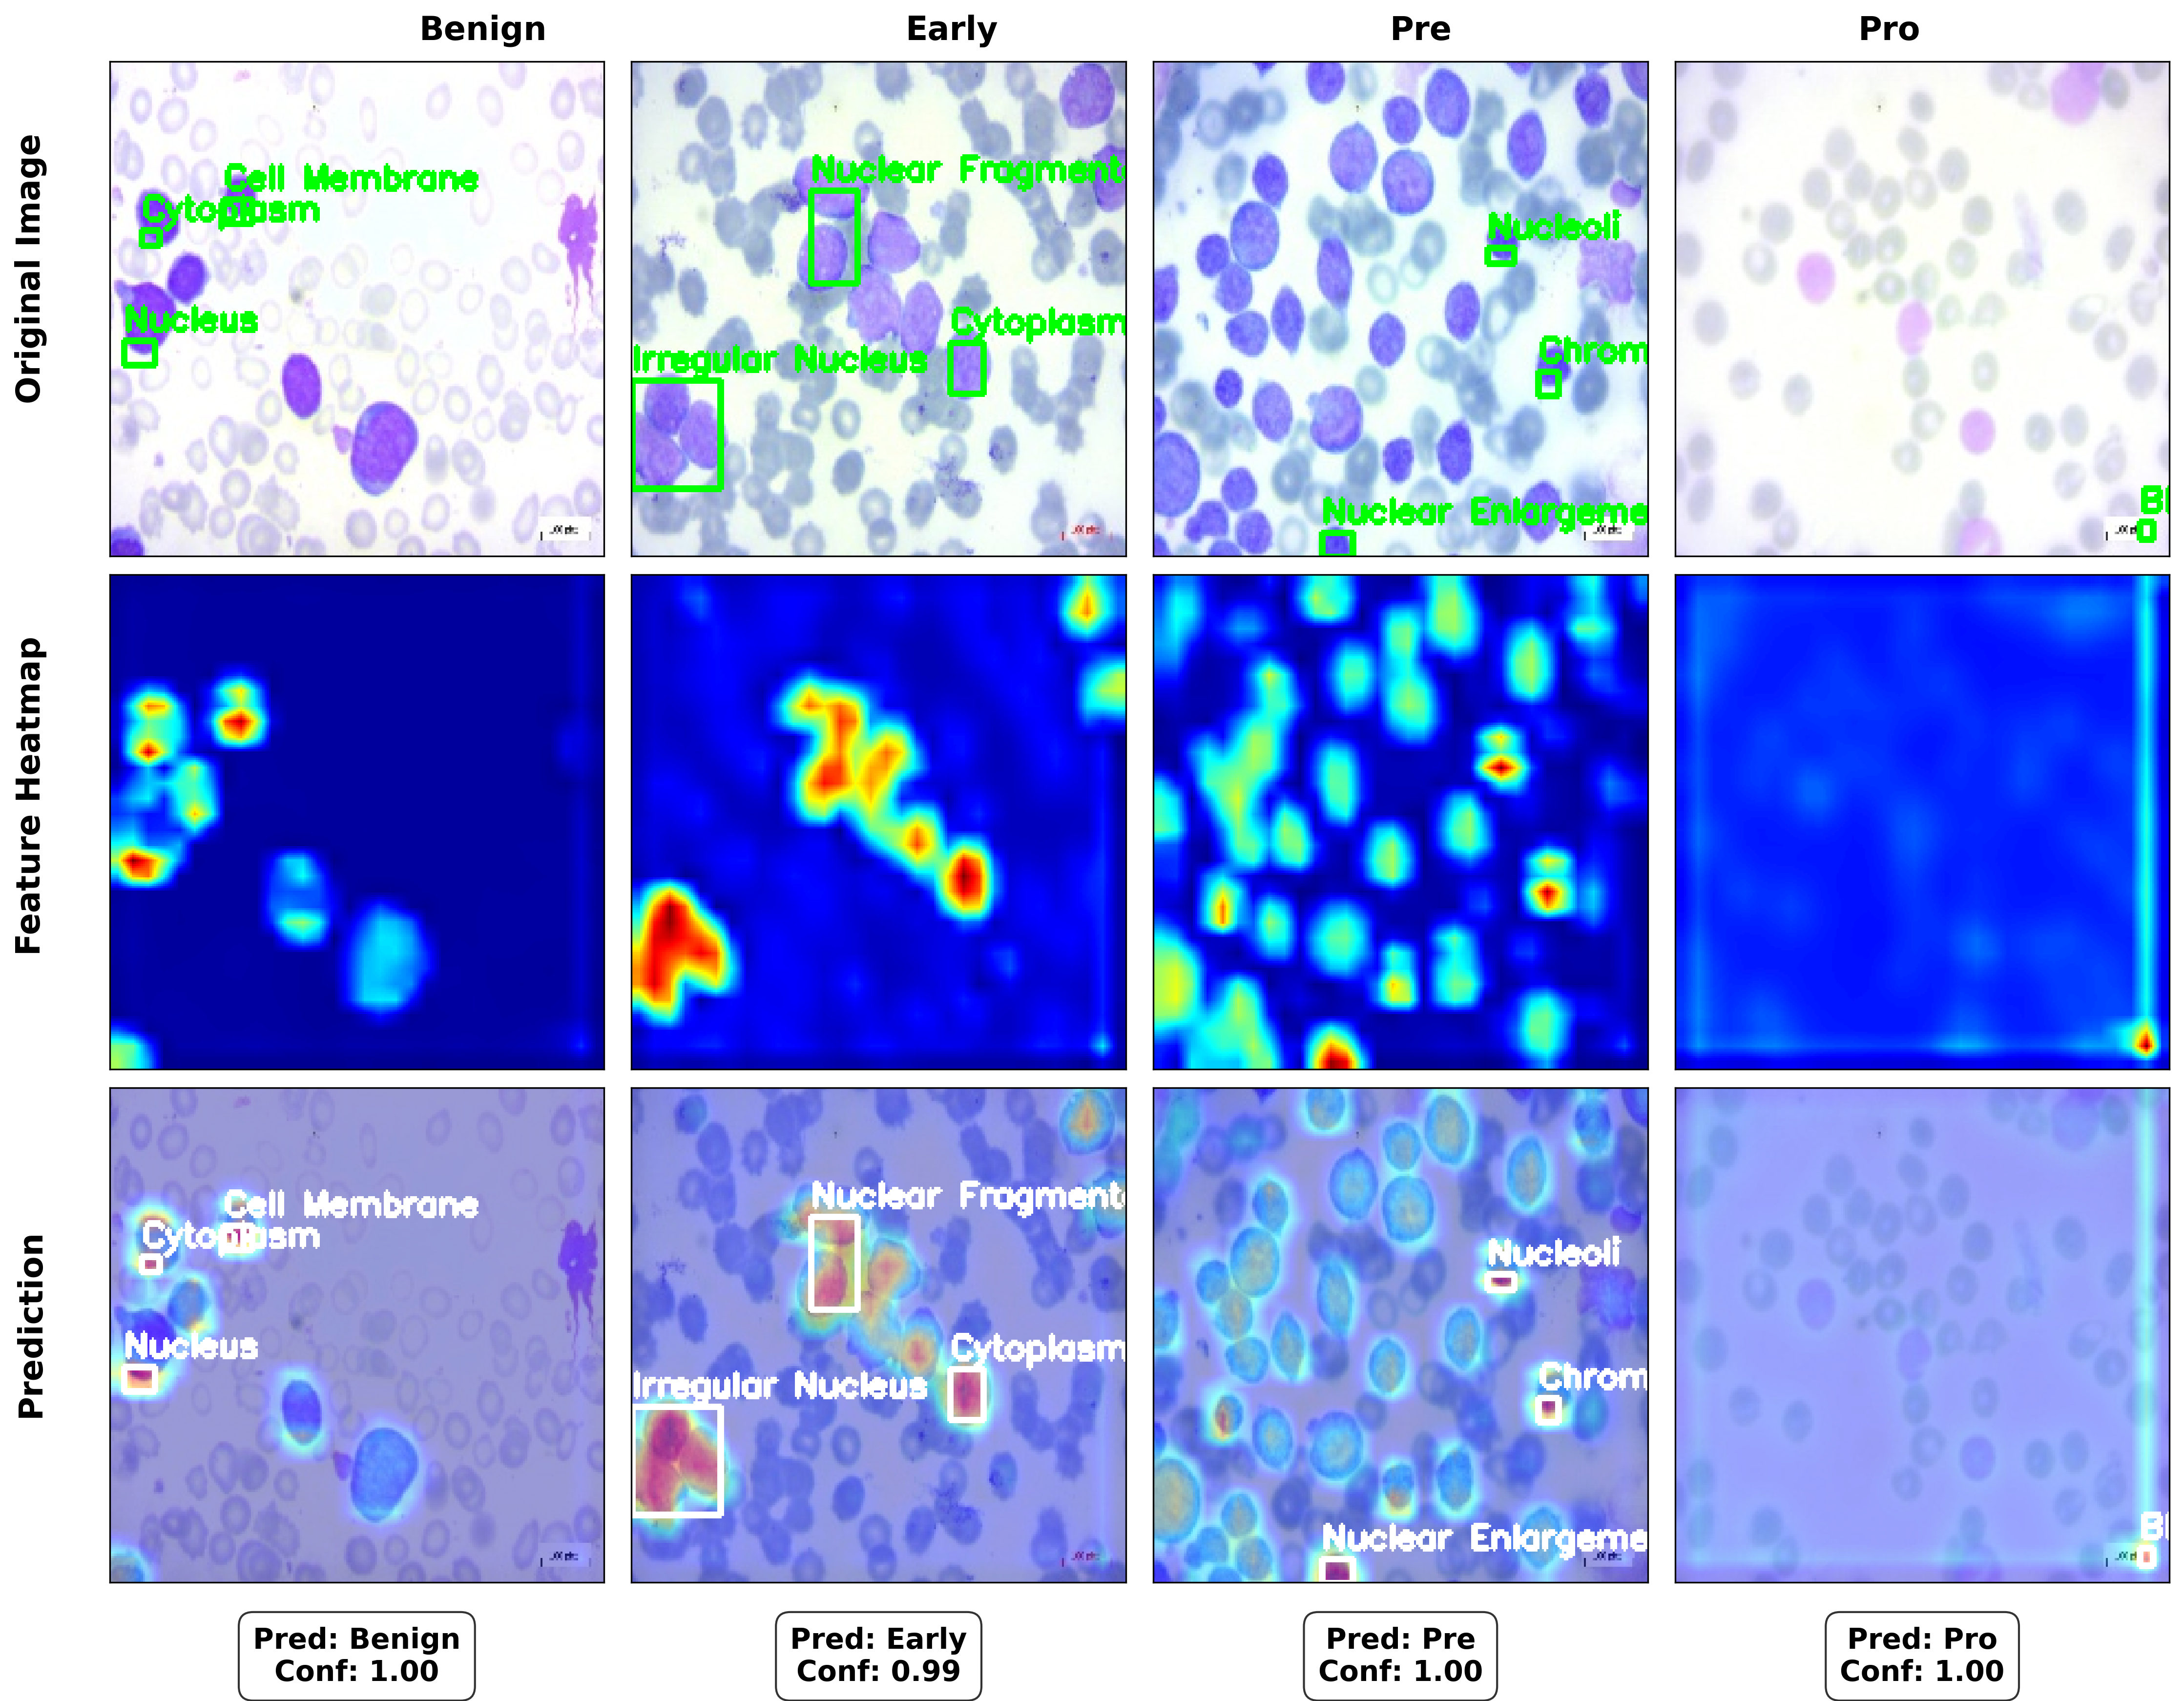 Benign Early Pre Pro
Original Image
Cell Membrane
Cytoplasm
Nucleus
Nuclear Fragment
Cytoplasm
Irregular Nucleus
Nucleoli
Chrom
Nuclear Enlargeme
Bl
Feature Heatmap
Prediction
Cell Membrane
Cytoplasm
Nucleus
Nuclear Fragment
Cytoplasm
Irregular Nucleus
Nucleoli
Chrom
Nuclear Enlargeme
Bl
Pred: Benign
Conf: 1.00
Pred: Early
Conf: 0.99
Pred: Pre
Conf: 1.00
Pred: Pro
Conf: 1.00